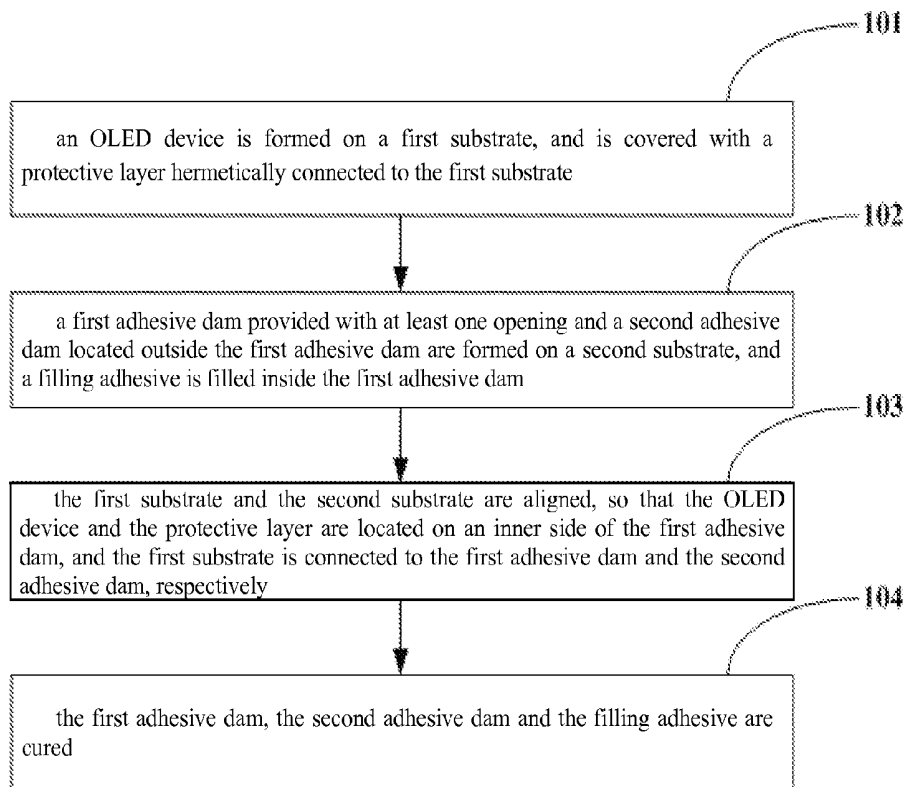 101
an OLED device is formed on a first substrate, and is covered with a
protective layer hermetically connected to the first substrate
102
a first adhesive dam provided with at least one opening and a second adhesive
dam located outside the first adhesive dam are formed on a second substrate, and
a filling adhesive is filled inside the first adhesive dam
103
the first substrate and the second substrate are aligned, so that the OLED
device and the protective layer are located on an inner side of the first adhesive
dam, and the first substrate is connected to the first adhesive dam and the second
adhesive dam, respectively
104
the first adhesive dam, the second adhesive dam and the filling adhesive are
cured